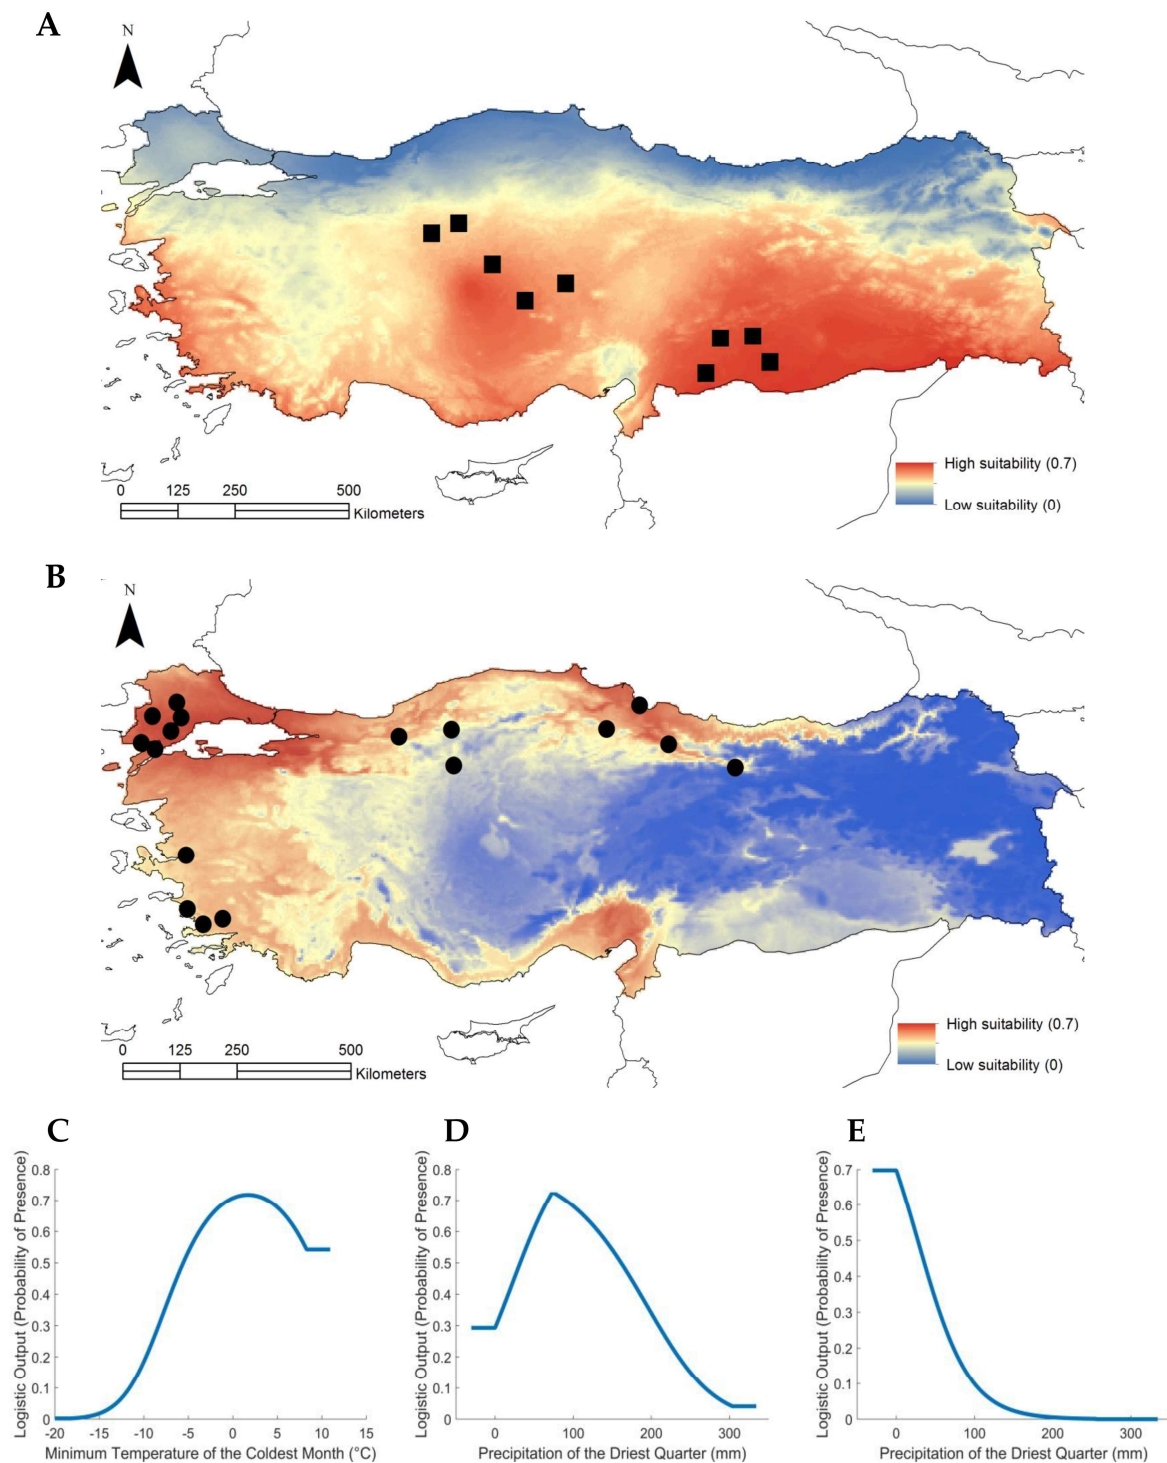 A
N
High suitability (0.7)
Low suitability (0)
0 125 250 500
Kilometers
B
N
High suitability (0.7)
Low suitability (0)
0 125 250 500
Kilometers
C
Logistic Output (Probability of Presence)
0.8
0.7
0.6
0.5
0.4
0.3
0.2
0.1
0
-20 -15 -10 -5 0 5 10 15
Minimum Temperature of the Coldest Month (°C)
D
Logistic Output (Probability of Presence)
0.8
0.7
0.6
0.5
0.4
0.3
0.2
0.1
0
0 100 200 300
Precipitation of the Driest Quarter (mm)
E
Logistic Output (Probability of Presence)
0.7
0.6
0.5
0.4
0.3
0.2
0.1
0
0 100 200 300
Precipitation of the Driest Quarter (mm)